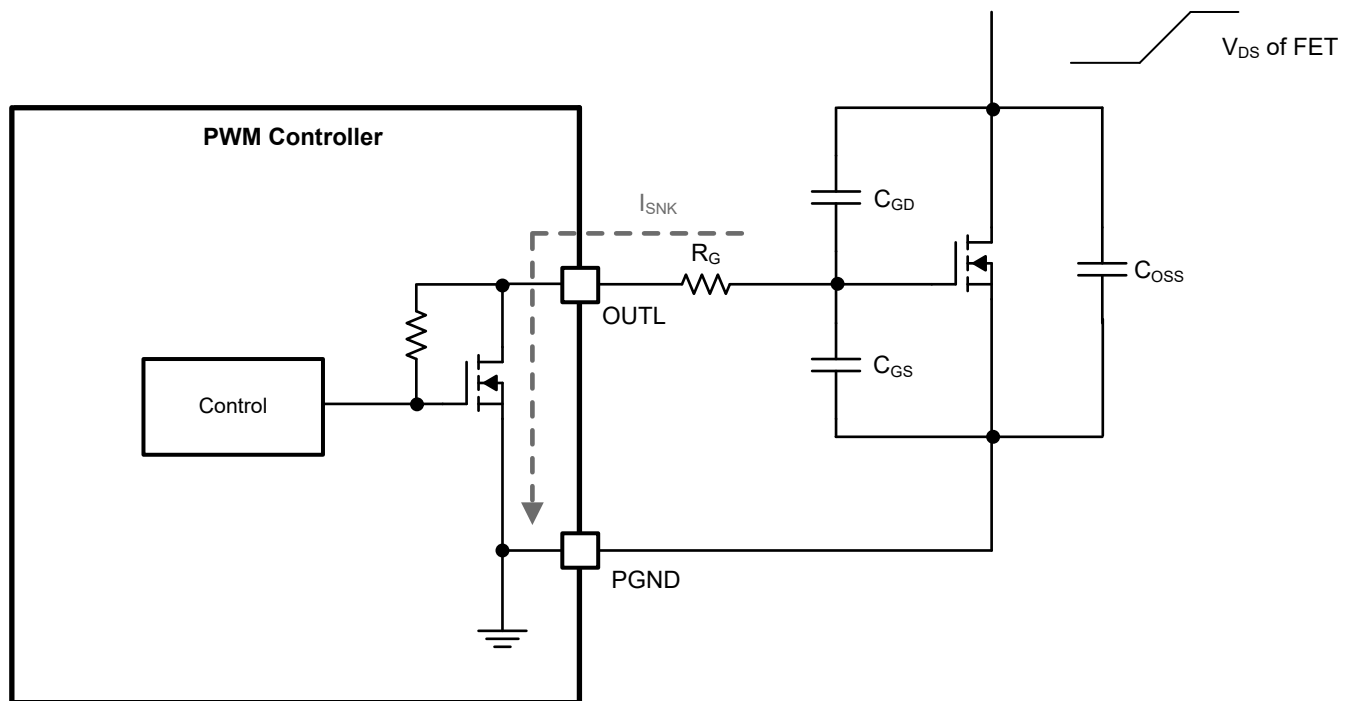 V_DS of FET
PWM Controller
I_SNK
C_GD
R_G
C_OSS
OUTL
C_GS
Control
PGND